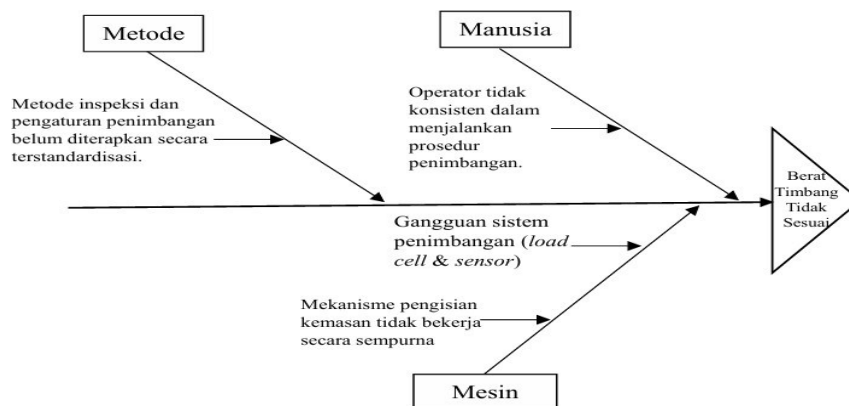 Metode
Manusia
Metode inspeksi dan
pengaturan penimbangan
belum diterapkan secara
terstandardisasi.
Operator tidak
konsisten dalam
menjalankan
prosedur
penimbangan.
Berat
Timbang
Tidak
Sesuai
Gangguan sistem
penimbangan (load
cell & sensor)
Mekanisme pengisian
kemasan tidak bekerja
secara sempurna
Mesin